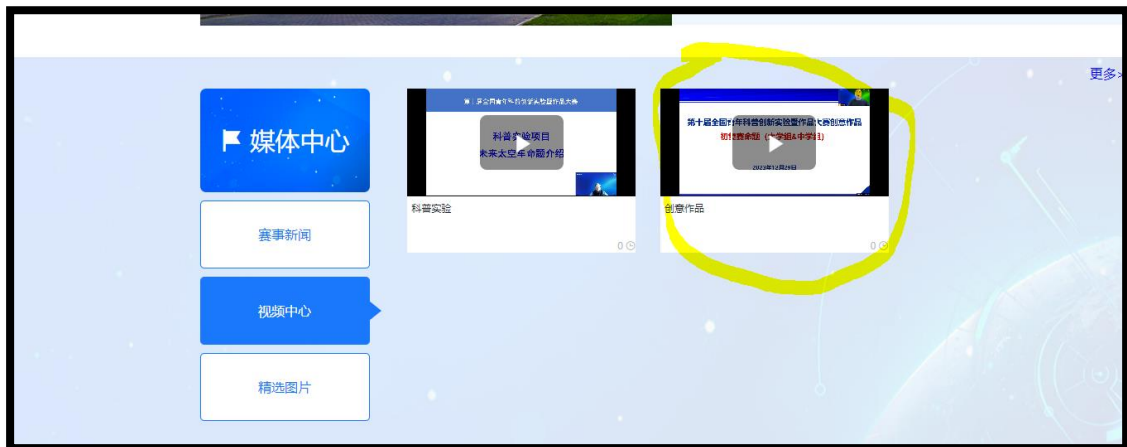 更多>
媒体中心
赛事新闻
视频中心
精选图片
科普实验项目
未来太空车命题介绍
科普实验
0
第十届全国青年科普创新实验暨作品大赛创意作品
2023年12月29日
创意作品
0